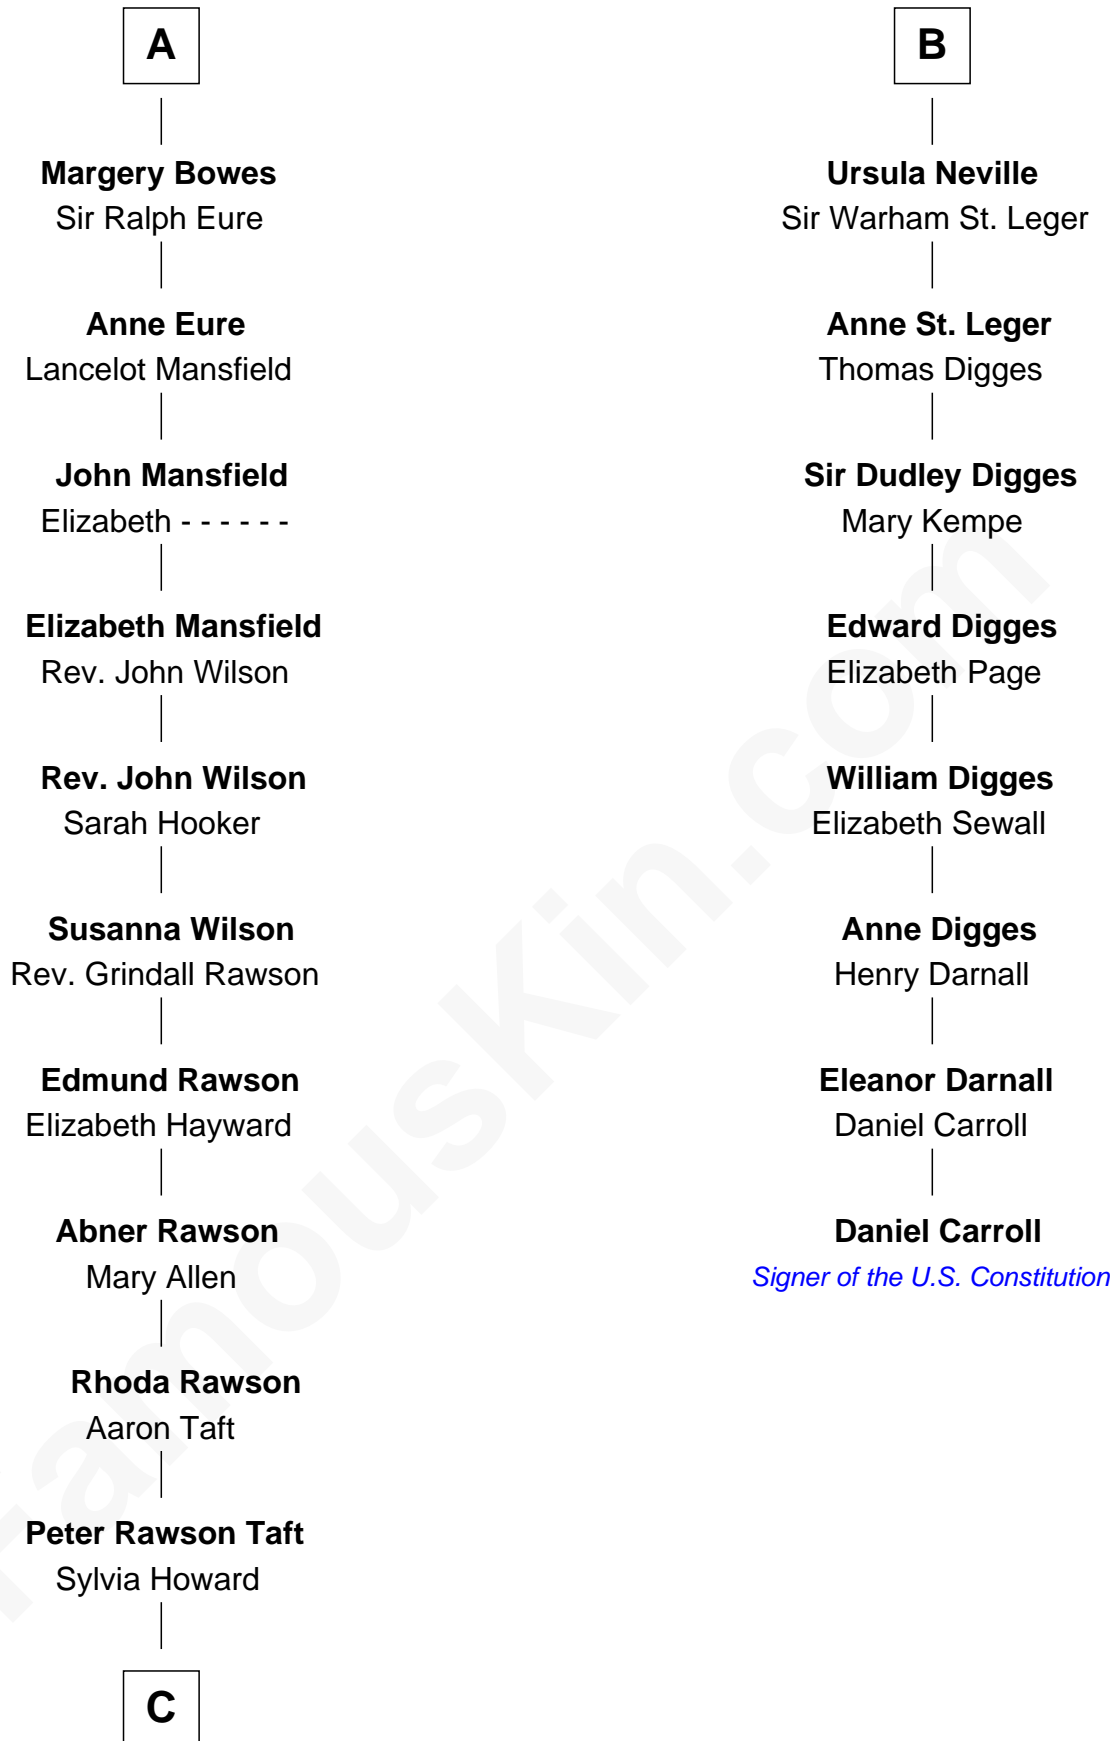 A
Margery Bowes
Sir Ralph Eure
Anne Eure
Lancelot Mansfield
John Mansfield
Elizabeth - - - - - -
Elizabeth Mansfield
Rev. John Wilson
Rev. John Wilson
Sarah Hooker
Susanna Wilson
Rev. Grindall Rawson
Edmund Rawson
Elizabeth Hayward
Abner Rawson
Mary Allen
Rhoda Rawson
Aaron Taft
Peter Rawson Taft
Sylvia Howard
C
B
Ursula Neville
Sir Warham St. Leger
Anne St. Leger
Thomas Digges
Sir Dudley Digges
Mary Kempe
Edward Digges
Elizabeth Page
William Digges
Elizabeth Sewall
Anne Digges
Henry Darnall
Eleanor Darnall
Daniel Carroll
Daniel Carroll
Signer of the U.S. Constitution
FamousKin.com